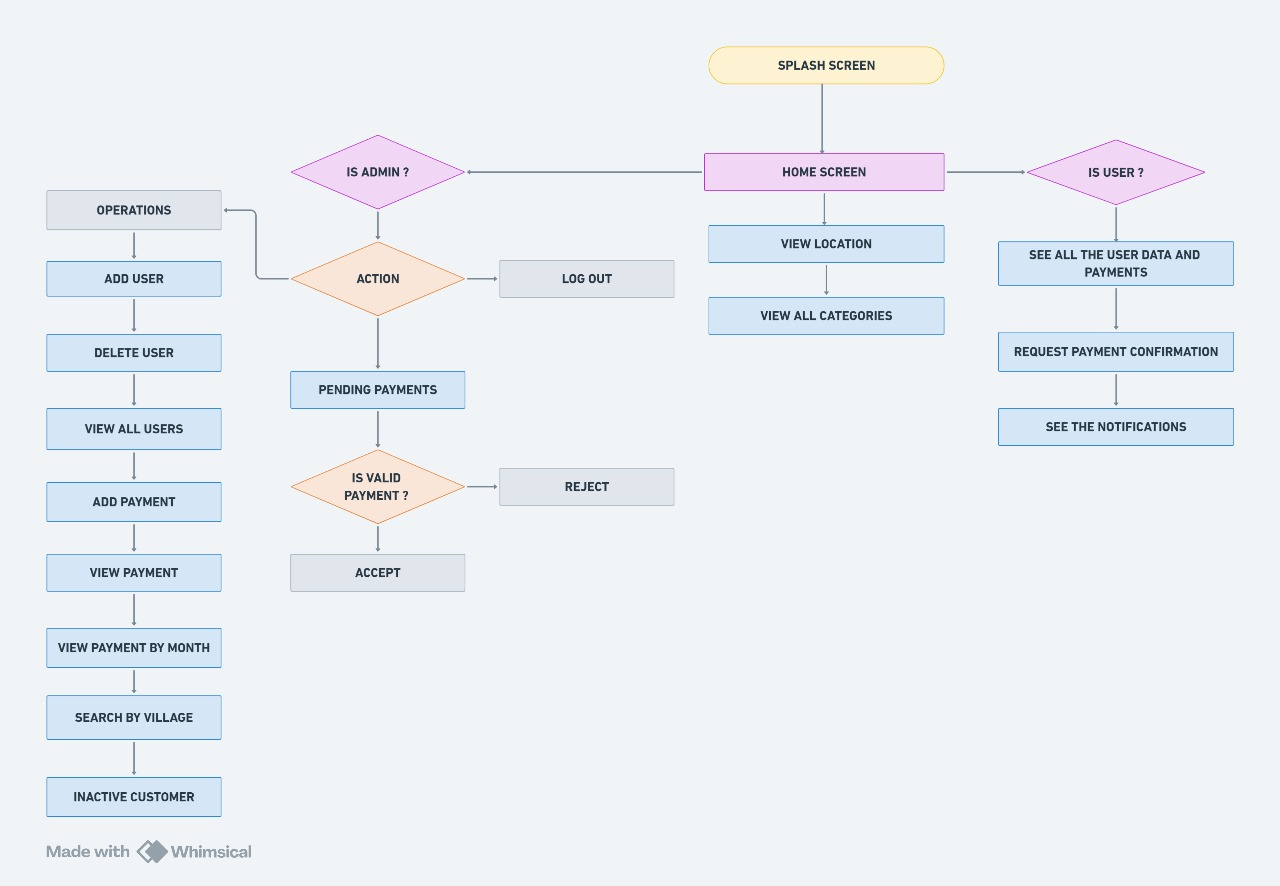 SPLASH SCREEN
IS ADMIN ?
HOME SCREEN
IS USER ?
OPERATIONS
VIEW LOCATION
SEE ALL THE USER DATA AND
PAYMENTS
ADD USER
ACTION
LOG OUT
VIEW ALL CATEGORIES
DELETE USER
REQUEST PAYMENT CONFIRMATION
PENDING PAYMENTS
VIEW ALL USERS
SEE THE NOTIFICATIONS
IS VALID
PAYMENT ?
REJECT
ADD PAYMENT
VIEW PAYMENT
ACCEPT
VIEW PAYMENT BY MONTH
SEARCH BY VILLAGE
INACTIVE CUSTOMER
Made with Whimsical